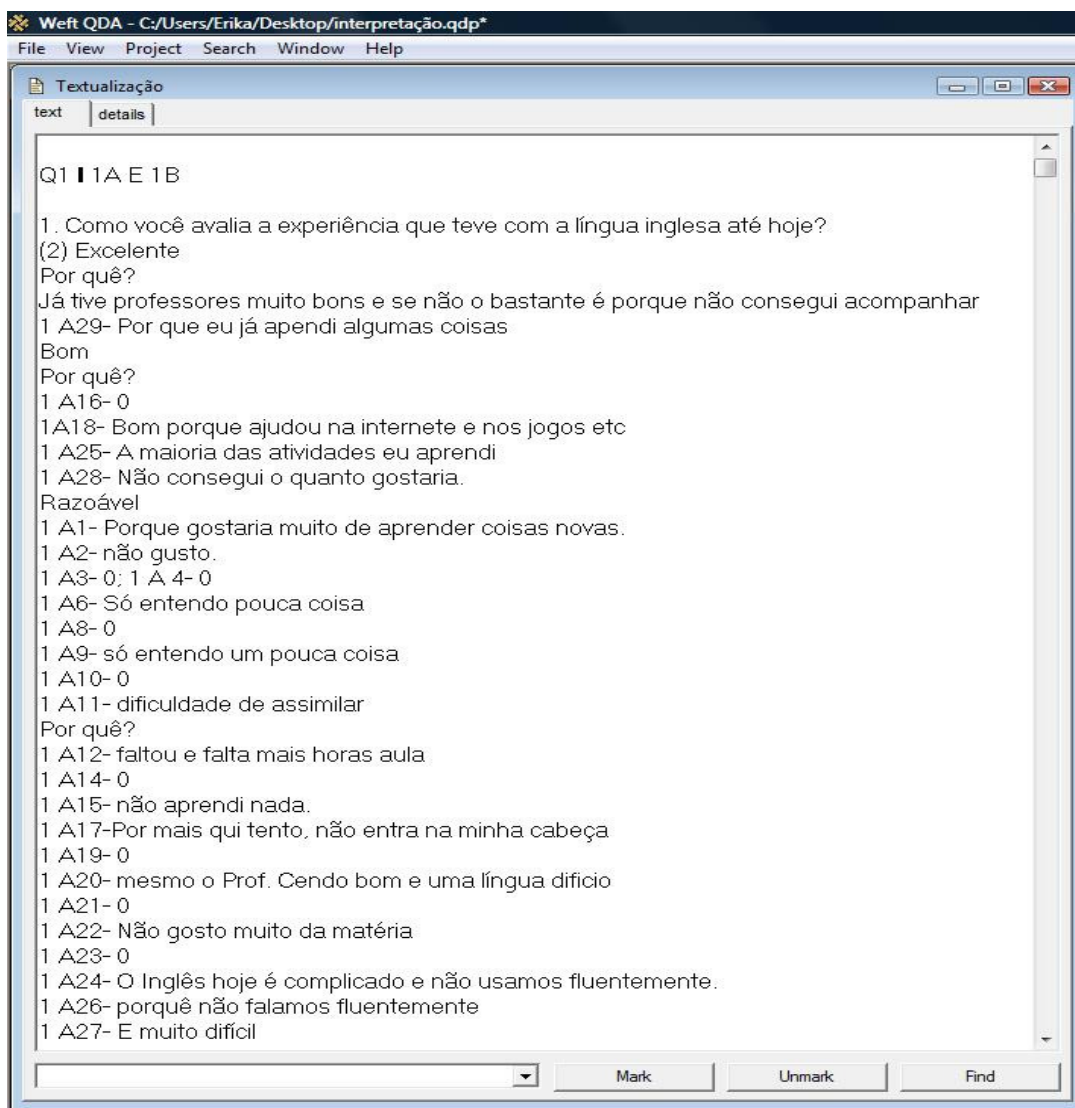 Weft QDA - C:/Users/Erika/Desktop/interpretação.qdp*
File View Project Search Window Help
Textualização
text details
Q1 I 1A E 1B
1. Como você avalia a experiência que teve com a língua inglesa até hoje?
(2) Excelente
Por quê?
Já tive professores muito bons e se não o bastante é porque não consegui acompanhar
1 A29- Por que eu já apendi algumas coisas
Bom
Por quê?
1 A16- 0
1A18- Bom porque ajudou na internete e nos jogos etc
1 A25- A maioria das atividades eu aprendi
1 A28- Não consegui o quanto gostaria.
Razoável
1 A1- Porque gostaria muito de aprender coisas novas.
1 A2- não gusto.
1 A3- 0; 1 A 4- 0
1 A6- Só entendo pouca coisa
1 A8- 0
1 A9- só entendo um pouca coisa
1 A10- 0
1 A11- dificuldade de assimilar
Por quê?
1 A12- faltou e falta mais horas aula
1 A14- 0
1 A15- não aprendi nada.
1 A17-Por mais qui tento, não entra na minha cabeça
1 A19- 0
1 A20- mesmo o Prof. Cendo bom e uma língua dificio
1 A21- 0
1 A22- Não gosto muito da matéria
1 A23- 0
1 A24- O Inglês hoje é complicado e não usamos fluentemente.
1 A26- porquê não falamos fluentemente
1 A27- E muito difícil
Mark Unmark Find